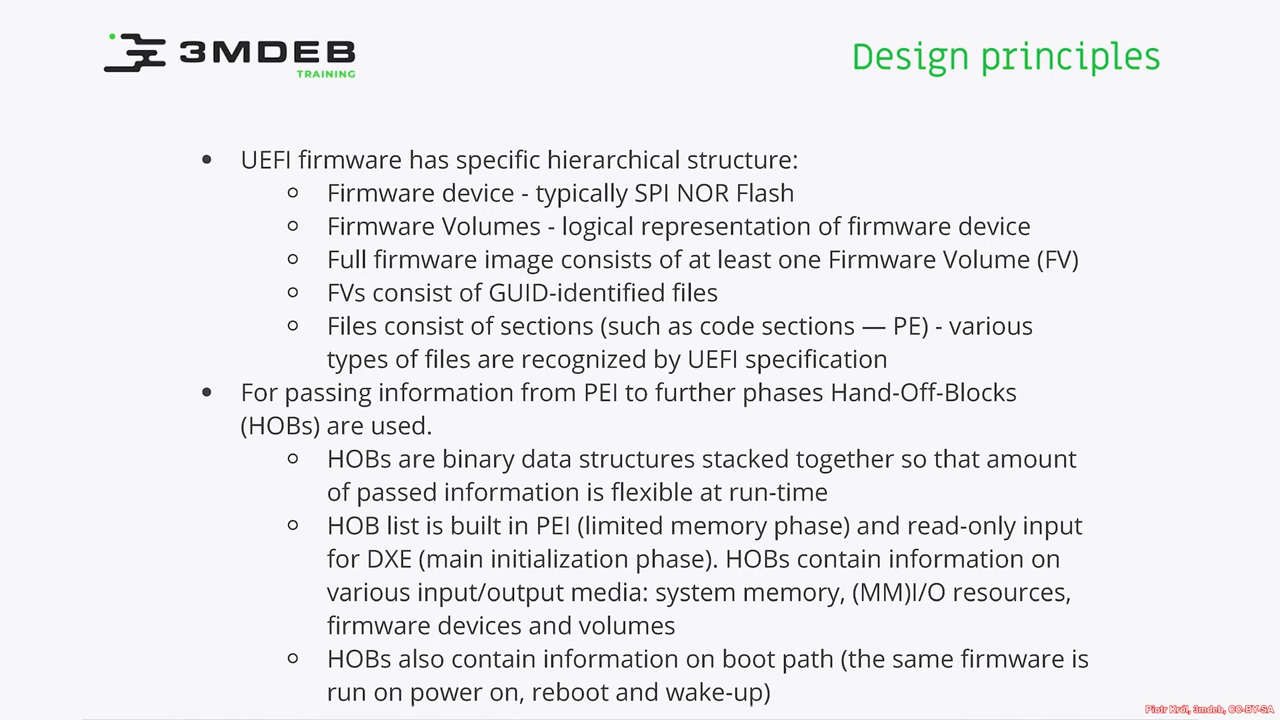 3MDEB
TRAINING
Design principles
• UEFI firmware has specific hierarchical structure:
○ Firmware device - typically SPI NOR Flash
○ Firmware Volumes - logical representation of firmware device
○ Full firmware image consists of at least one Firmware Volume (FV)
○ FVs consist of GUID-identified files
○ Files consist of sections (such as code sections — PE) - various
types of files are recognized by UEFI specification
• For passing information from PEI to further phases Hand-Off-Blocks
(HOBs) are used.
○ HOBs are binary data structures stacked together so that amount
of passed information is flexible at run-time
○ HOB list is built in PEI (limited memory phase) and read-only input
for DXE (main initialization phase). HOBs contain information on
various input/output media: system memory, (MM)I/O resources,
firmware devices and volumes
○ HOBs also contain information on boot path (the same firmware is
run on power on, reboot and wake-up)
Piotr Król, 3mdeb, CC-BY-SA